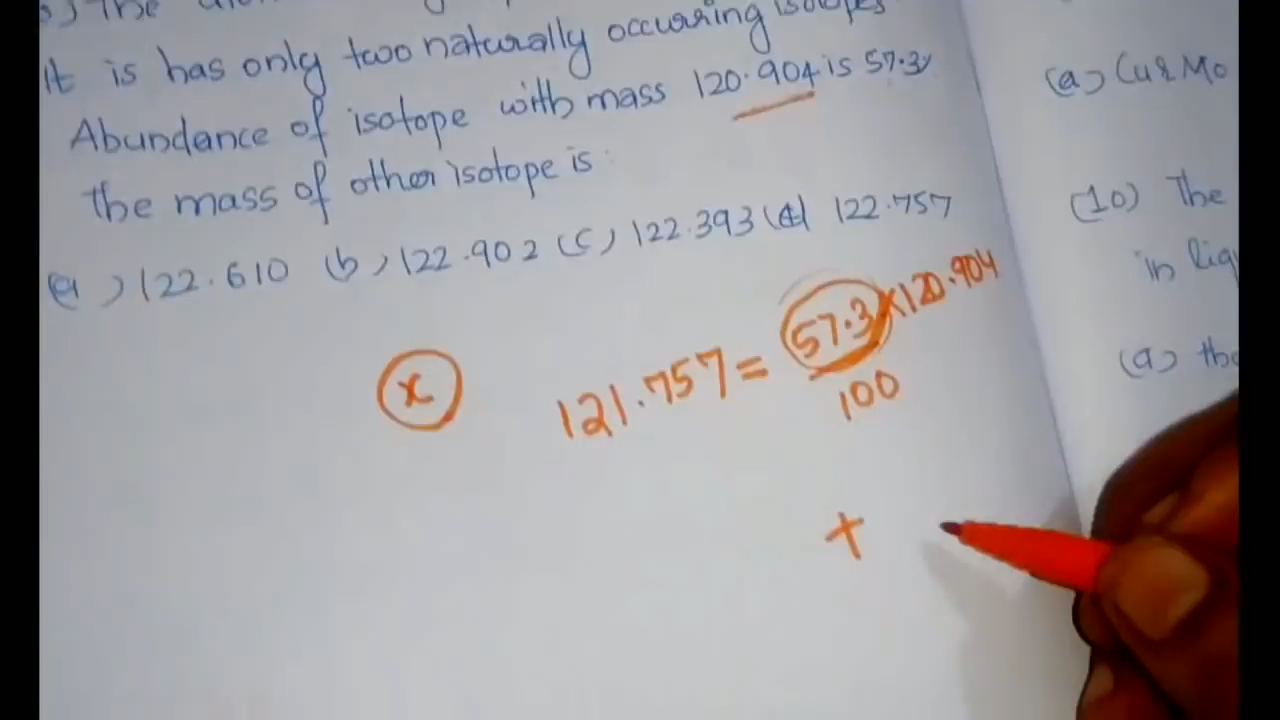 The
It is has only two naturally occurring isotopes
Abundance of isotope with mass 120.904 is 57.3%
the mass of other isotope is:
(a) 122.610 (b) 122.902 (c) 122.393 (d) 122.757
x
121.757 = 57.3 × 120.904
100
+
(a) Cu & Mo
(10) The
in
(a)